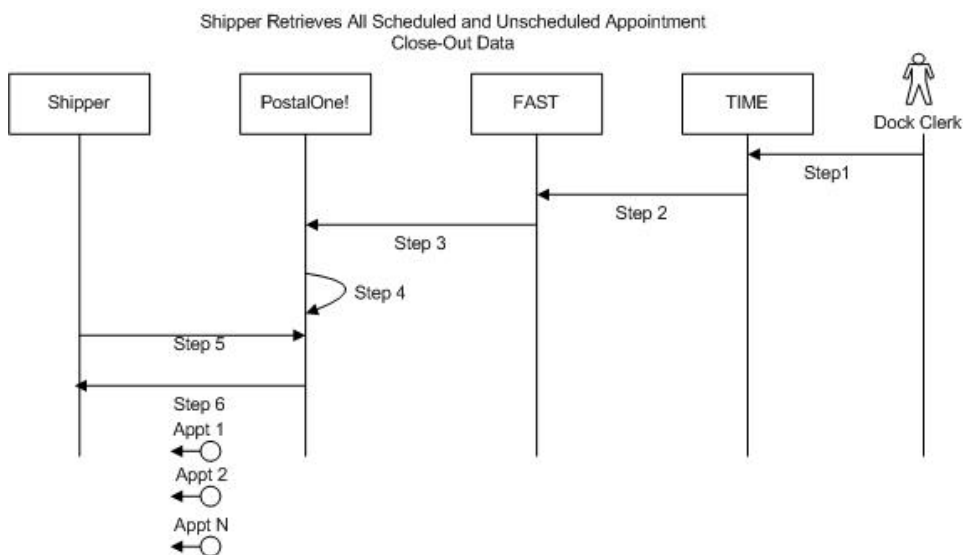 Shipper Retrieves All Scheduled and Unscheduled Appointment
Close-Out Data
Shipper
PostalOne!
FAST
TIME
Dock Clerk
Step1
Step 2
Step 3
Step 4
Step 5
Step 6
Appt 1
Appt 2
Appt N